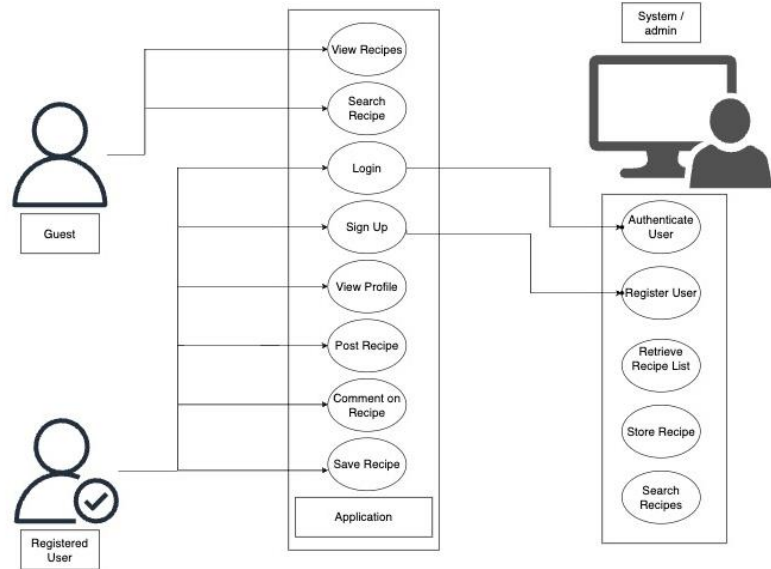 System /
admin
View Recipes
Search
Recipe
Login
Sign Up
View Profile
Post Recipe
Comment on
Recipe
Save Recipe
Application
Guest
Registered
User
Authenticate
User
Register User
Retrieve
Recipe List
Store Recipe
Search
Recipes